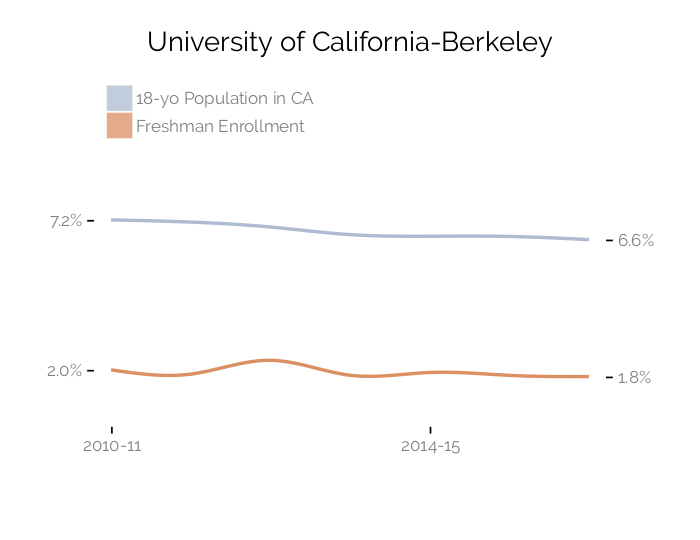 University of California-Berkeley
18-yo Population in CA
Freshman Enrollment
7.2%
6.6%
2.0%
1.8%
2010-11 2014-15